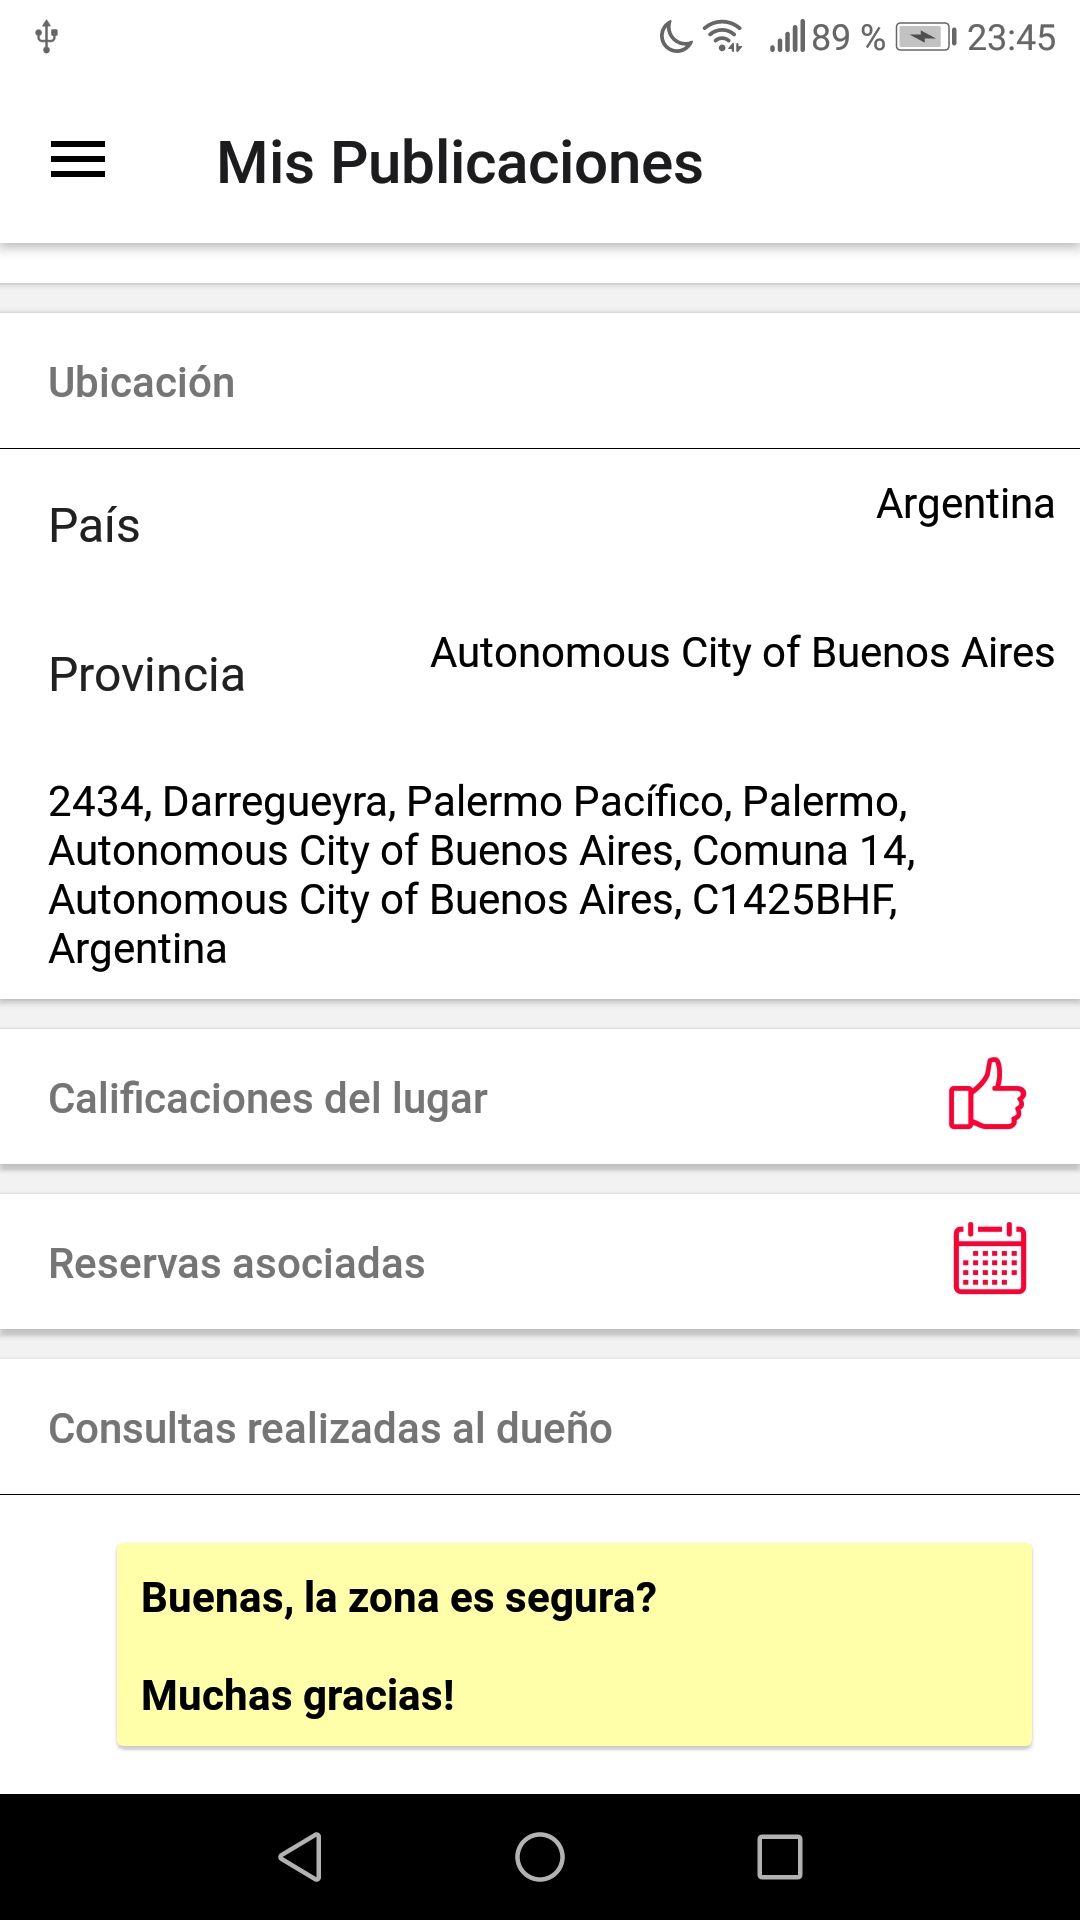 89 % 23:45
Mis Publicaciones
Ubicación
País
Argentina
Provincia
Autonomous City of Buenos Aires
2434, Darregueyra, Palermo Pacífico, Palermo,
Autonomous City of Buenos Aires, Comuna 14,
Autonomous City of Buenos Aires, C1425BHF,
Argentina
Calificaciones del lugar
Reservas asociadas
Consultas realizadas al dueño
Buenas, la zona es segura?
Muchas gracias!